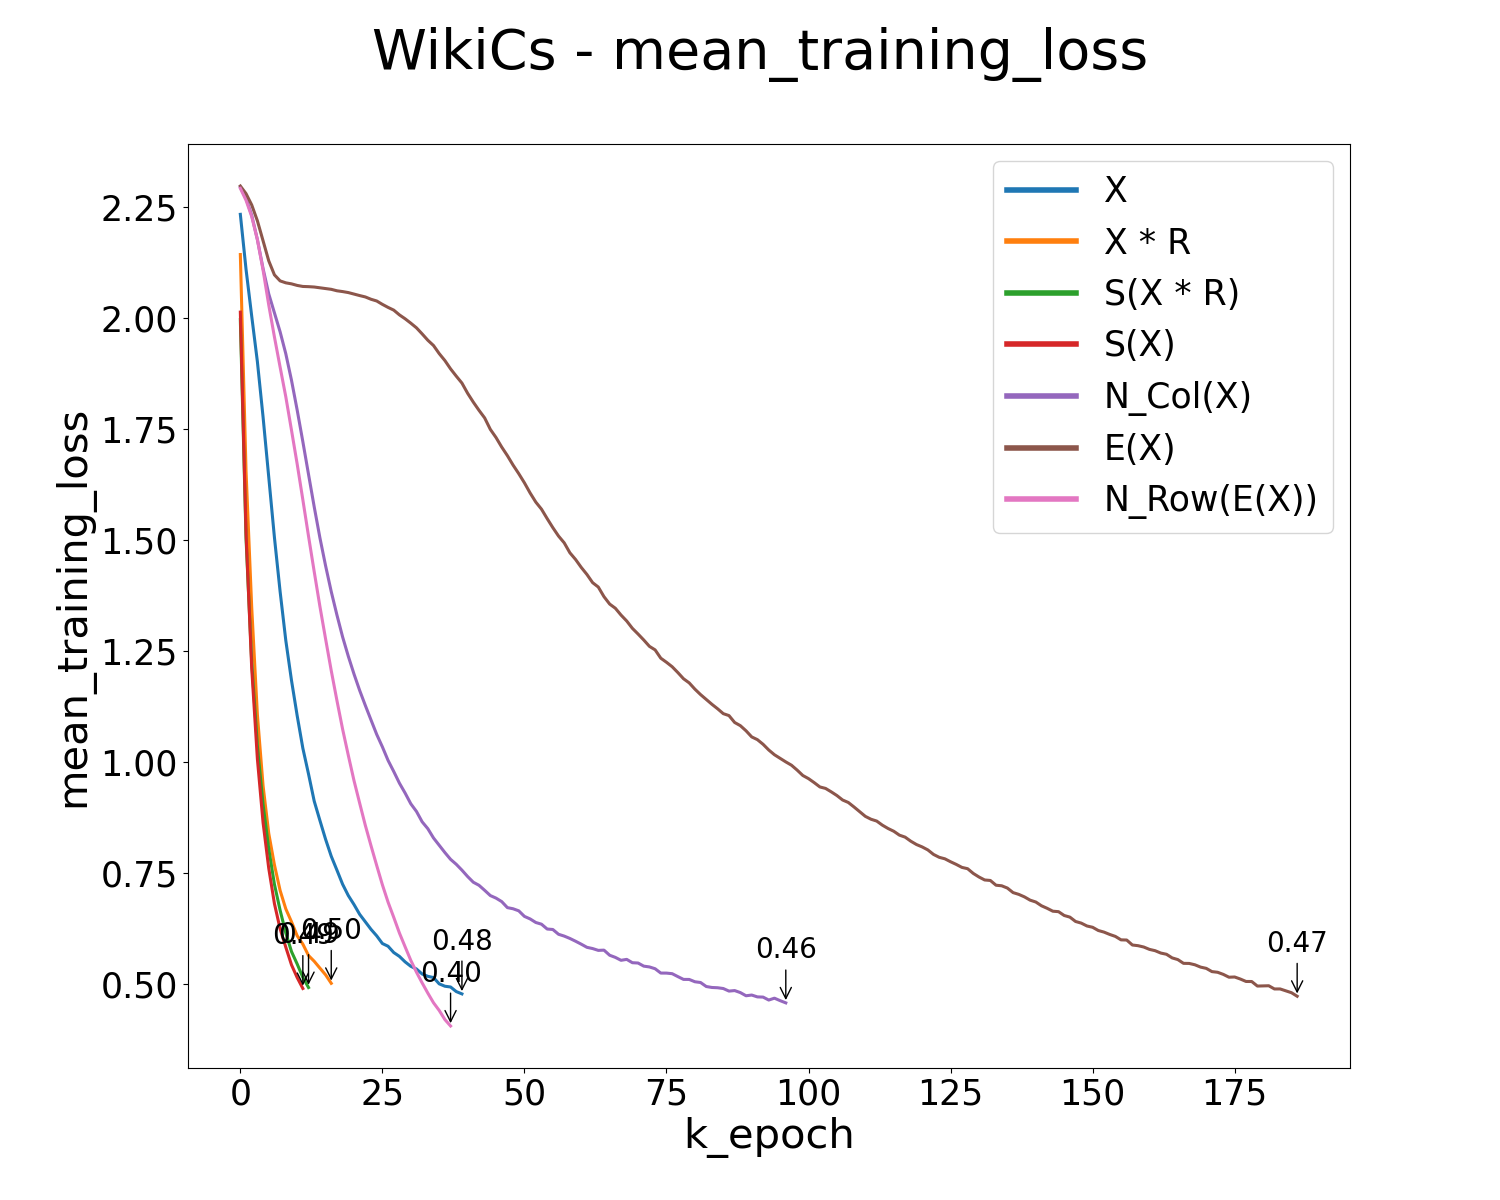 WikiCs - mean_training_loss
mean_training_loss
2.25
2.00
1.75
1.50
1.25
1.00
0.75
0.50
X
X * R
S(X * R)
S(X)
N_Col(X)
E(X)
N_Row(E(X))
0.49
0.50
0.48
0.40
0.46
0.47
0
25
50
75
100
125
150
175
k_epoch